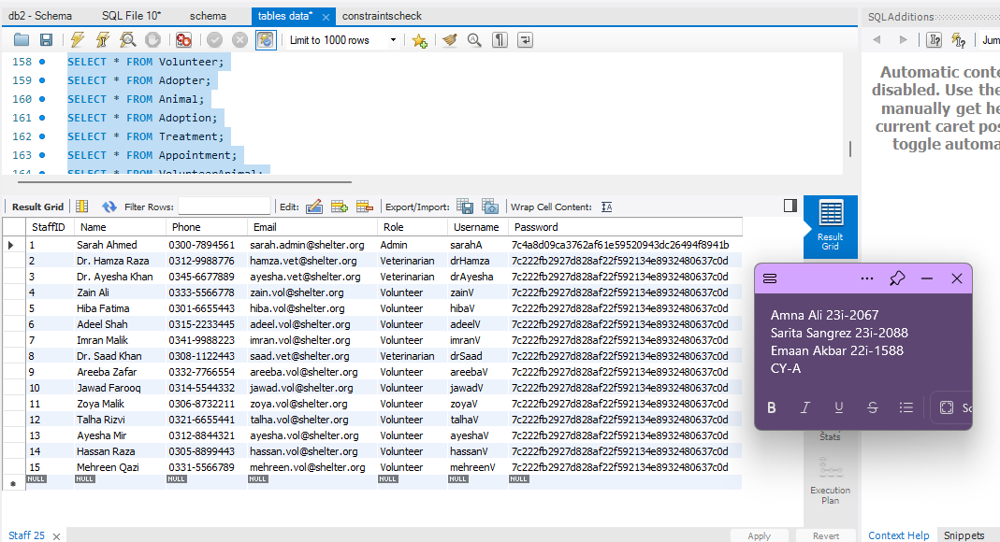 db2 - Schema SQL File 10* schema tables data* constraintscheck
SQLAdditions
Limit to 1000 rows
158 SELECT * FROM Volunteer;
159 SELECT * FROM Adopter;
160 SELECT * FROM Animal;
161 SELECT * FROM Adoption;
162 SELECT * FROM Treatment;
163 SELECT * FROM Appointment;
164 SELECT * FROM VolunteerAnimal;
Automatic conte
disabled. Use the
manually get he
current caret pos
toggle automa
Result Grid Filter Rows: Edit: Export/Import: Wrap Cell Content:
StaffID Name Phone Email Role Username Password
1 Sarah Ahmed 0300-7894561 sarah.admin@shelter.org Admin sarahA 7c4a8d09ca3762af61e59520943dc26494f8941b
2 Dr. Hamza Raza 0312-9988776 hamza.vet@shelter.org Veterinarian drHamza 7c222fb2927d828af22f592134e8932480637c0d
3 Dr. Ayesha Khan 0345-6677889 ayesha.vet@shelter.org Veterinarian drAyesha 7c222fb2927d828af22f592134e8932480637c0d
4 Zain Ali 0333-5566778 zain.vol@shelter.org Volunteer zainV 7c222fb2927d828af22f592134e8932480637c0d
5 Hiba Fatima 0301-6655443 hiba.vol@shelter.org Volunteer hibaV 7c222fb2927d828af22f592134e8932480637c0d
6 Adeel Shah 0315-2233445 adeel.vol@shelter.org Volunteer adeelV 7c222fb2927d828af22f592134e8932480637c0d
7 Imran Malik 0341-9988223 imran.vol@shelter.org Volunteer imranV 7c222fb2927d828af22f592134e8932480637c0d
8 Dr. Saad Khan 0308-1122443 saad.vet@shelter.org Veterinarian drSaad 7c222fb2927d828af22f592134e8932480637c0d
9 Areeba Zafar 0332-7766554 areeba.vol@shelter.org Volunteer areebaV 7c222fb2927d828af22f592134e8932480637c0d
10 Jawad Farooq 0314-5544332 jawad.vol@shelter.org Volunteer jawadV 7c222fb2927d828af22f592134e8932480637c0d
11 Zoya Malik 0306-8732211 zoya.vol@shelter.org Volunteer zoyaV 7c222fb2927d828af22f592134e8932480637c0d
12 Talha Rizvi 0321-6655441 talha.vol@shelter.org Volunteer talhaV 7c222fb2927d828af22f592134e8932480637c0d
13 Ayesha Mir 0312-8844321 ayesha.vol@shelter.org Volunteer ayeshaV 7c222fb2927d828af22f592134e8932480637c0d
14 Hassan Raza 0305-8899443 hassan.vol@shelter.org Volunteer hassanV 7c222fb2927d828af22f592134e8932480637c0d
15 Mehreen Qazi 0331-5566789 mehreen.vol@shelter.org Volunteer mehreenV 7c222fb2927d828af22f592134e8932480637c0d
NULL NULL NULL NULL NULL NULL NULL
Result
Grid
Amna Ali 23i-2067
Sarita Sangrez 23i-2088
Emaan Akbar 22i-1588
CY-A
B I U S
Stats
Execution
Plan
Staff 25 Apply Revert Context Help Snippets